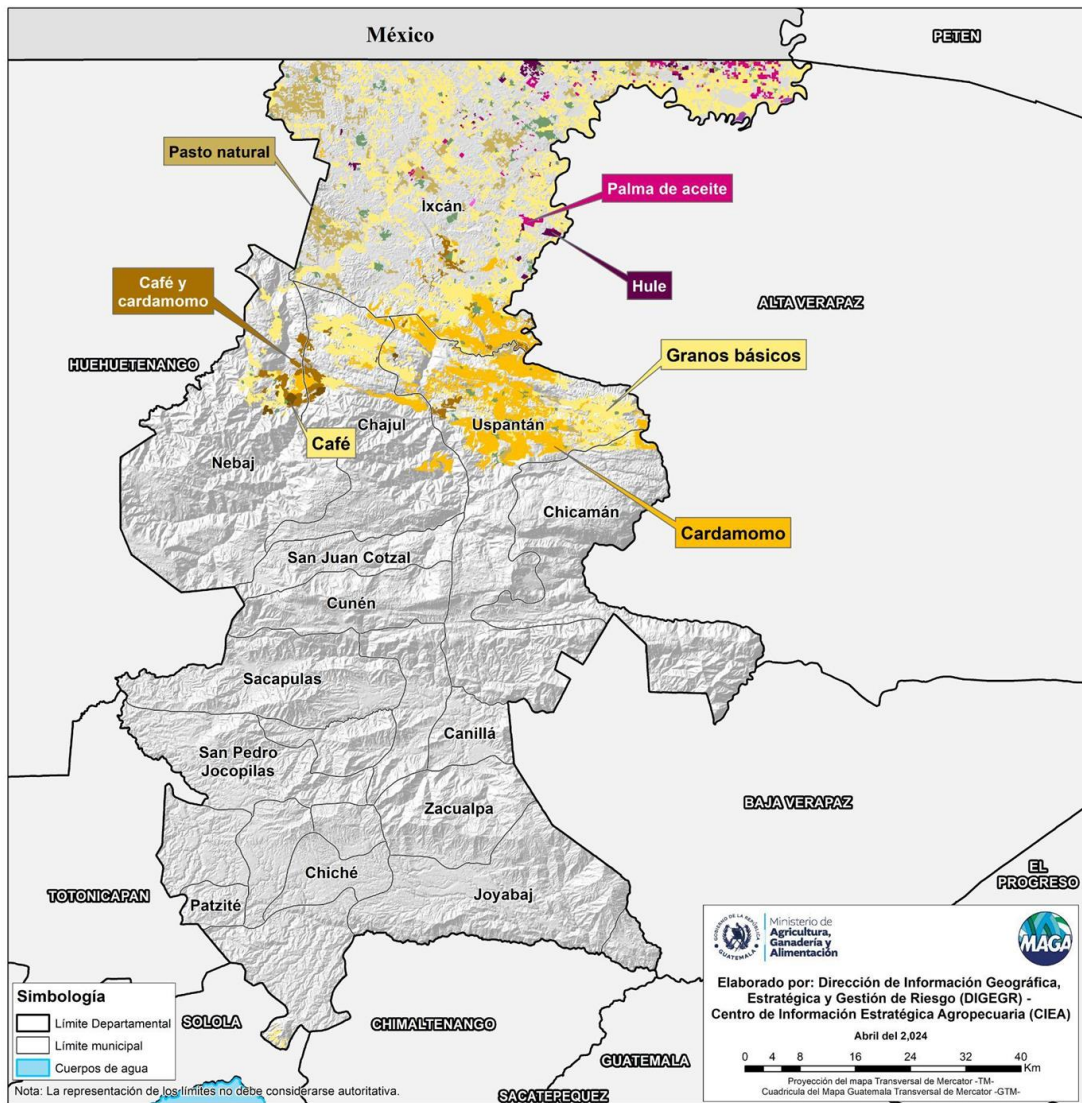 México
PETEN
Pasto natural
Palma de aceite
Ixcán
Café y
cardamomo
Hule
ALTA VERAPAZ
HUEHUETENANGO
Granos básicos
Chajul
Uspantán
Café
Nebaj
Chicamán
Cardamomo
San Juan Cotzal
Cunén
Sacapulas
Canillá
San Pedro
Jocopilas
Zacualpa
BAJA VERAPAZ
Chiché
Joyabaj
EL
PROGRESO
TOTONICAPAN
Patzité
GOBIERNO DE LA REPÚBLICA
GUATEMALA
Ministerio de
Agricultura,
Ganadería y
Alimentación
MAGA
Elaborado por: Dirección de Información Geográfica,
Estratégica y Gestión de Riesgo (DIGEGR) -
Centro de Información Estratégica Agropecuaria (CIEA)
Abril del 2,024
0 4 8 16 24 32 40
Km
Proyección del mapa Transversal de Mercator -TM-
Cuadricula del Mapa Guatemala Transversal de Mercator -GTM-
Simbología
Límite Departamental
Límite municipal
Cuerpos de agua
SOLOLA
CHIMALTENANGO
GUATEMALA
SACATEPEQUEZ
Nota: La representación de los límites no debe considerarse autoritativa.